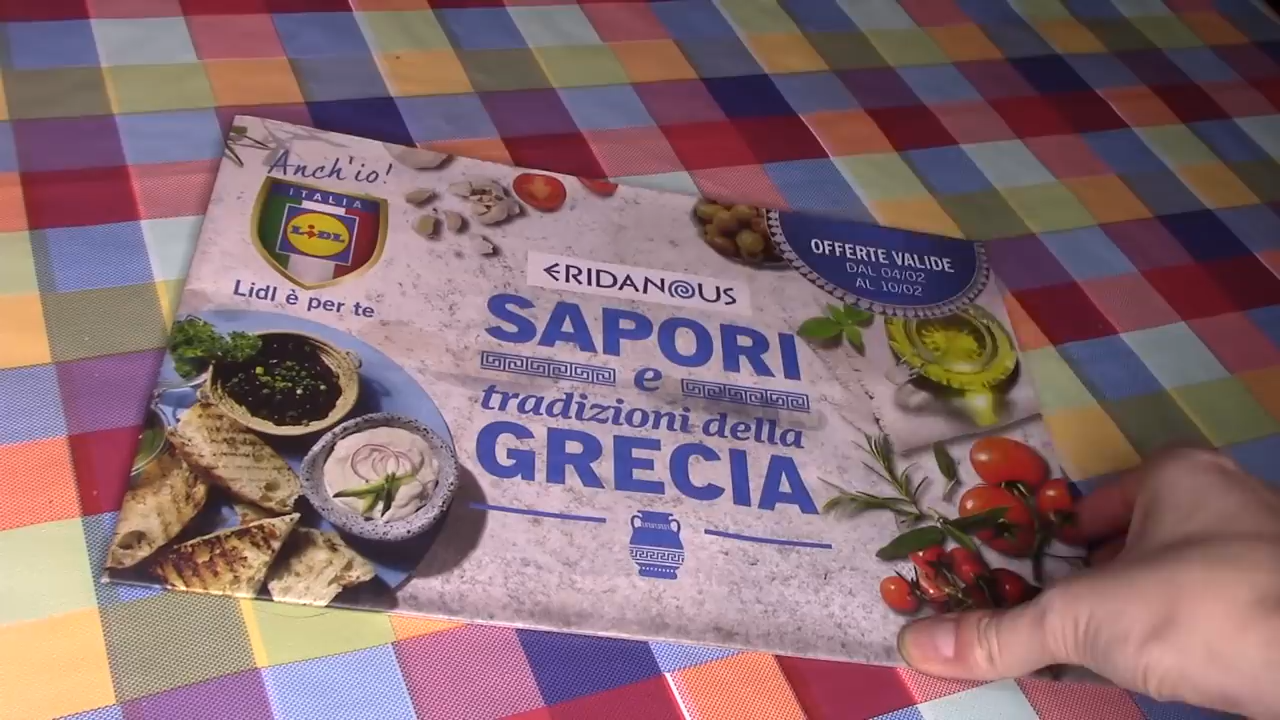 Anch'io!
ITALIA
LiDL
Lidl è per te
ERIDANOUS
SAPORI
e
tradizioni della
GRECIA
OFFERTE VALIDE
DAL 04/02
AL 10/02